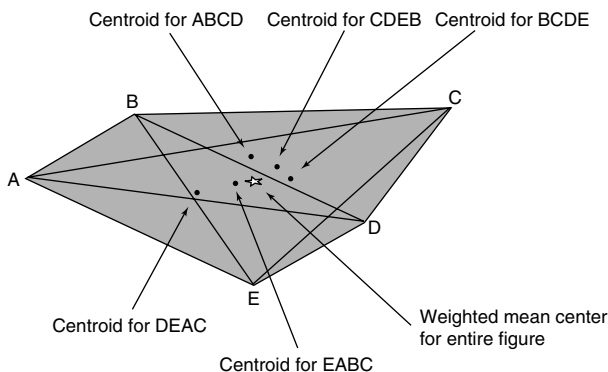 Centroid for ABCD
Centroid for CDEB
Centroid for BCDE
B
C
A
D
E
Centroid for DEAC
Weighted mean center
for entire figure
Centroid for EABC